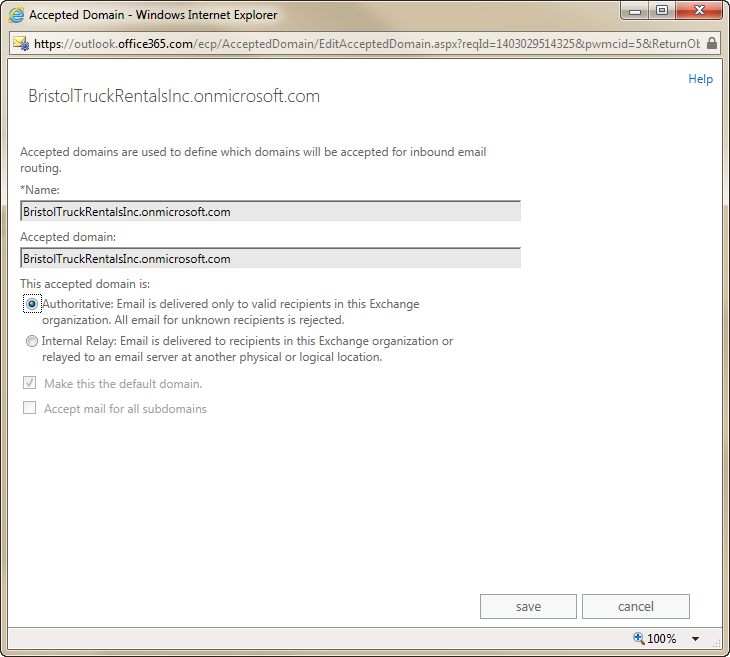 Accepted Domain - Windows Internet Explorer
https://outlook.office365.com/ecp/AcceptedDomain/EditAcceptedDomain.aspx?reqId=1403029514325&pwmcid=5&ReturnOb
Help
BristolTruckRentalsInc.onmicrosoft.com
Accepted domains are used to define which domains will be accepted for inbound email
routing.
*Name:
BristolTruckRentalsInc.onmicrosoft.com
Accepted domain:
BristolTruckRentalsInc.onmicrosoft.com
This accepted domain is:
Authoritative: Email is delivered only to valid recipients in this Exchange
organization. All email for unknown recipients is rejected.
Internal Relay: Email is delivered to recipients in this Exchange organization or
relayed to an email server at another physical or logical location.
Make this the default domain.
Accept mail for all subdomains
save
cancel
100%